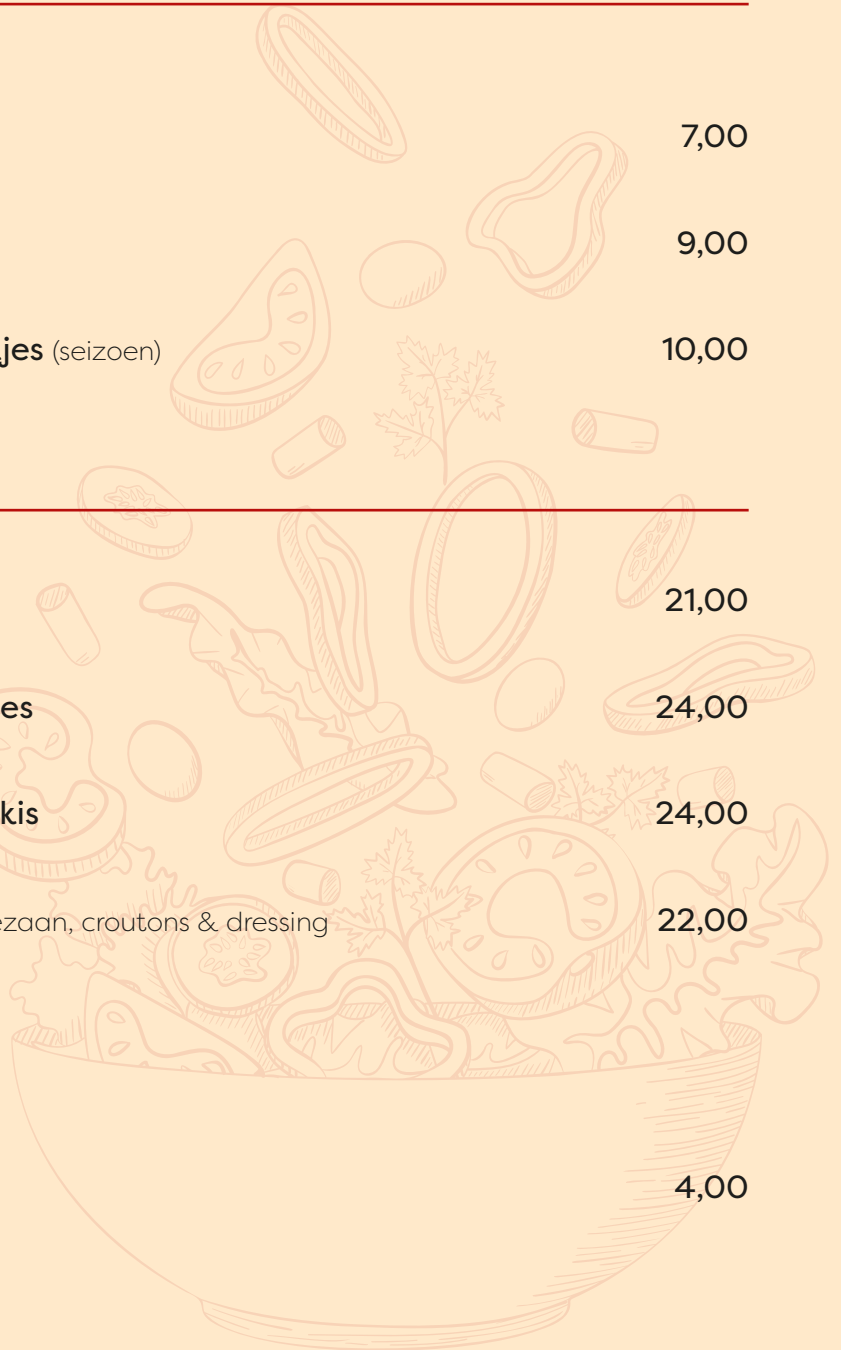 7,00
9,00
jes (seizoen) 10,00
21,00
es 24,00
kis 24,00
ezaan, croutons & dressing 22,00
4,00